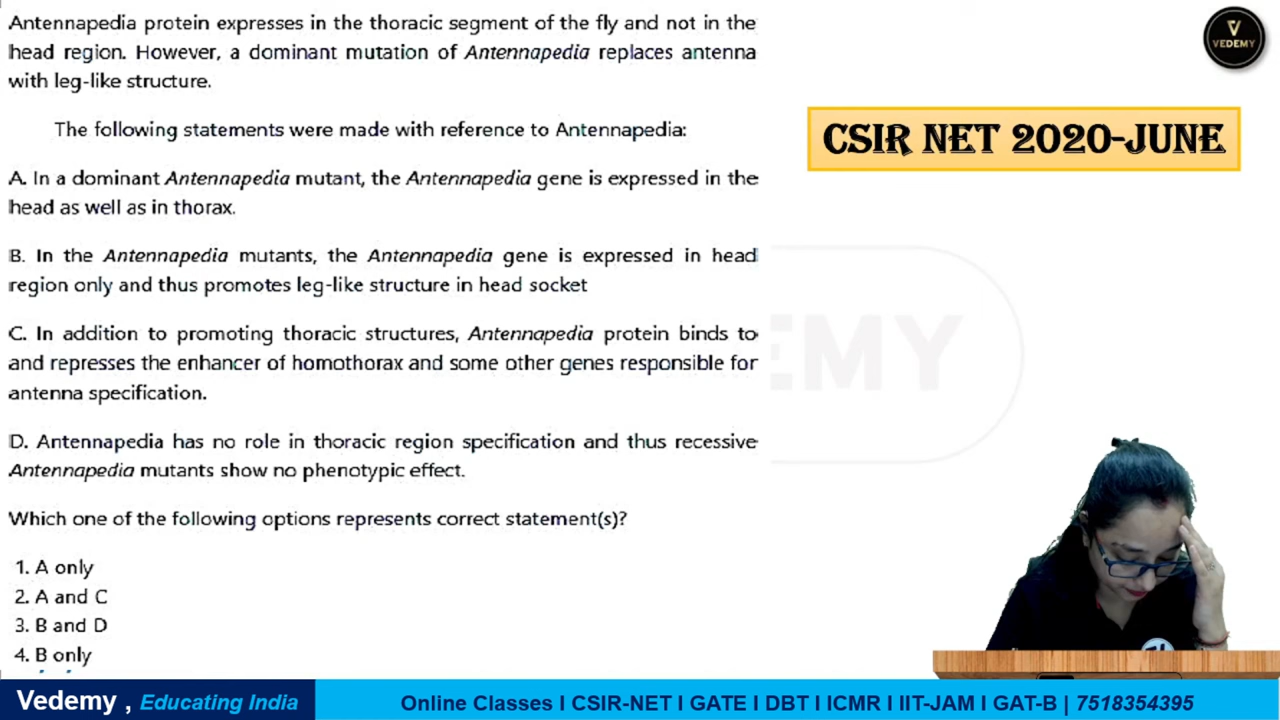 Antennapedia protein expresses in the thoracic segment of the fly and not in the
head region. However, a dominant mutation of Antennapedia replaces antenna
with leg-like structure.
The following statements were made with reference to Antennapedia:
A. In a dominant Antennapedia mutant, the Antennapedia gene is expressed in the
head as well as in thorax.
B. In the Antennapedia mutants, the Antennapedia gene is expressed in head
region only and thus promotes leg-like structure in head socket
C. In addition to promoting thoracic structures, Antennapedia protein binds to
and represses the enhancer of homothorax and some other genes responsible for
antenna specification.
D. Antennapedia has no role in thoracic region specification and thus recessive
Antennapedia mutants show no phenotypic effect.
Which one of the following options represents correct statement(s)?
1. A only
2. A and C
3. B and D
4. B only
V
VEDEMY
CSIR NET 2020-JUNE
EMY
Vedemy , Educating India
Online Classes I CSIR-NET I GATE I DBT I ICMR I IIT-JAM I GAT-B | 7518354395